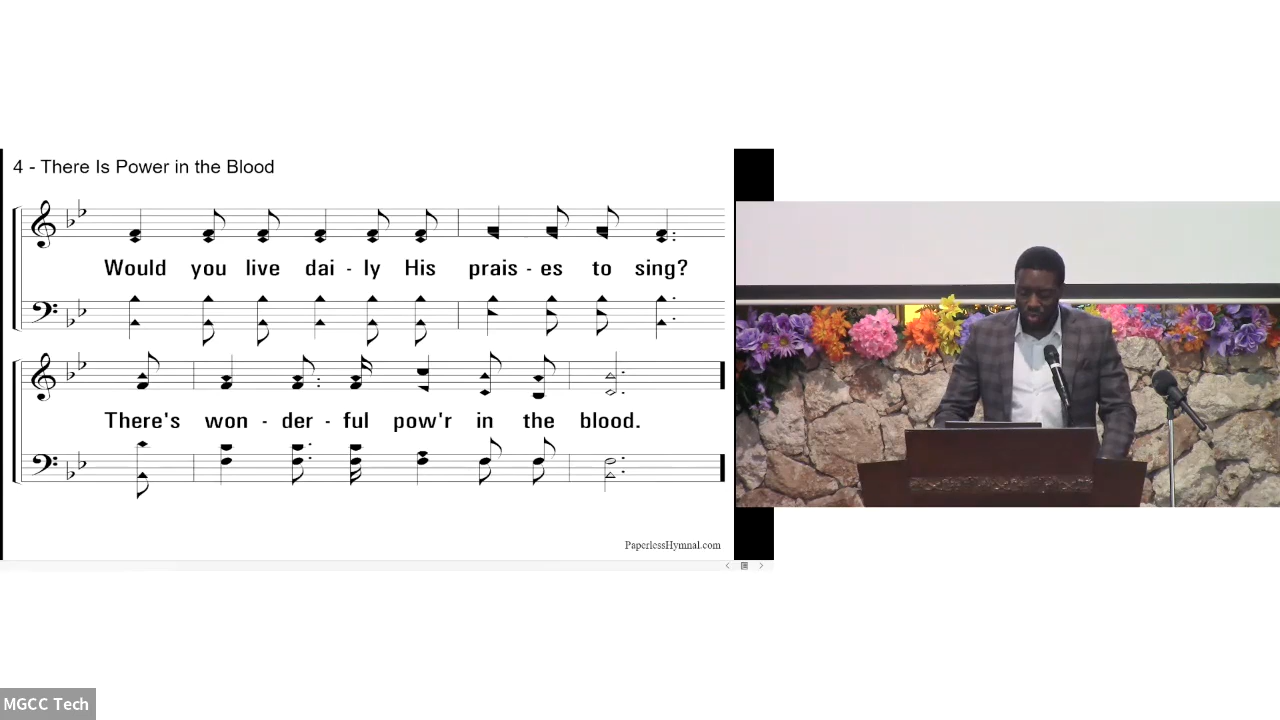 4 - There Is Power in the Blood
Would you live dai - ly His prais - es to sing?
There's won - der - ful pow'r in the blood.
PaperlessHymnal.com
MGCC Tech